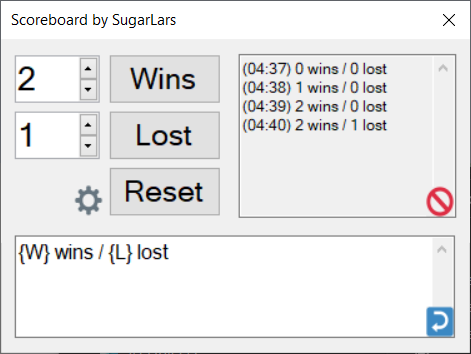 Scoreboard by SugarLars
2 Wins
1 Lost
Reset
(04:37) 0 wins / 0 lost
(04:38) 1 wins / 0 lost
(04:39) 2 wins / 0 lost
(04:40) 2 wins / 1 lost
{W} wins / {L} lost